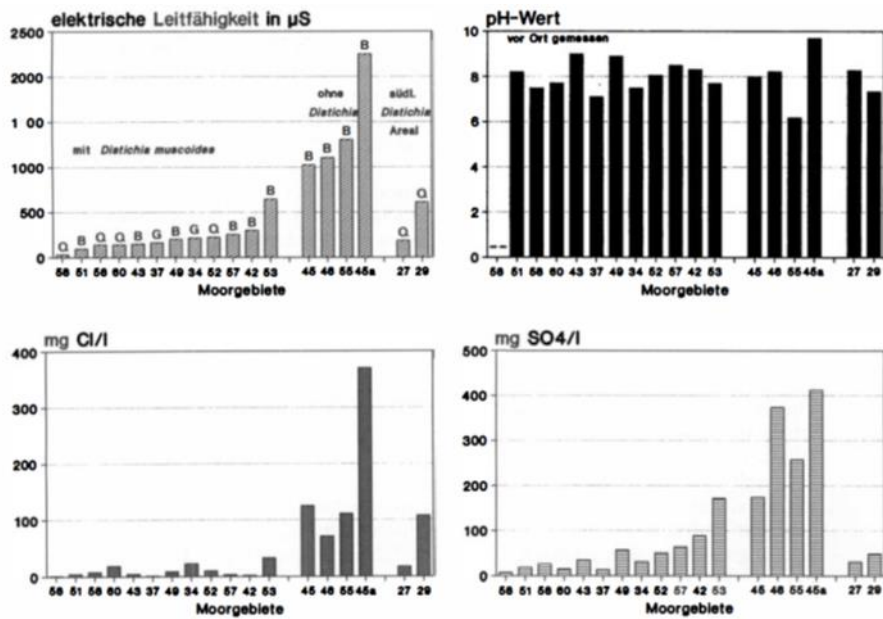 elektrische Leitfähigkeit in µS
2500
2000
1 00
1000
500
0
mit Distichia muscoides
ohne
Distichia
südl.
Distichia
Areal
Q B Q Q B G B G Q B B B B B B B Q Q
56 51 58 60 43 37 49 34 52 57 42 53 45 46 55 45a 27 29
Moorgebiete
pH-Wert
vor Ort gemessen
10
8
6
4
2
0
--
56 51 58 60 43 37 49 34 52 57 42 53 45 46 55 45a 27 29
Moorgebiete
mg Cl/l
400
300
200
100
0
56 51 58 60 43 37 49 34 52 57 42 53 45 46 55 45a 27 29
Moorgebiete
mg SO4/l
500
400
300
200
100
0
56 51 58 60 43 37 49 34 52 57 42 53 45 46 55 45a 27 29
Moorgebiete